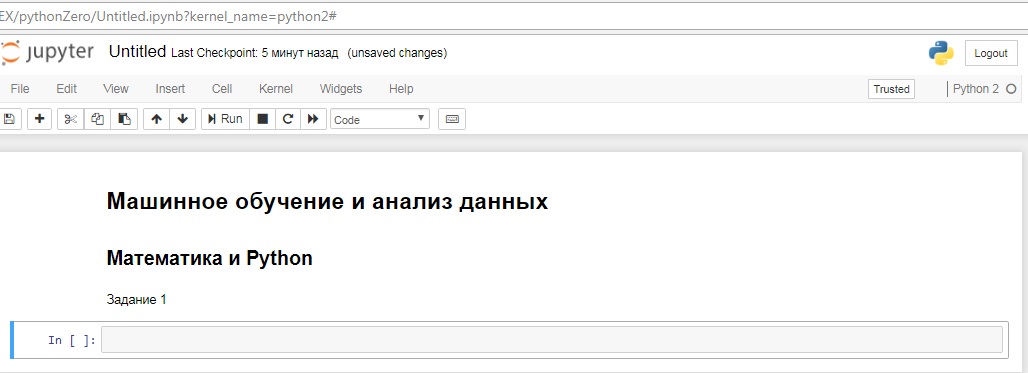 EX/pythonZero/Untitled.ipynb?kernel_name=python2#
jupyter Untitled Last Checkpoint: 5 минут назад (unsaved changes) Logout
File Edit View Insert Cell Kernel Widgets Help Trusted Python 2
Run Code
Машинное обучение и анализ данных
Математика и Python
Задание 1
In [ ]: